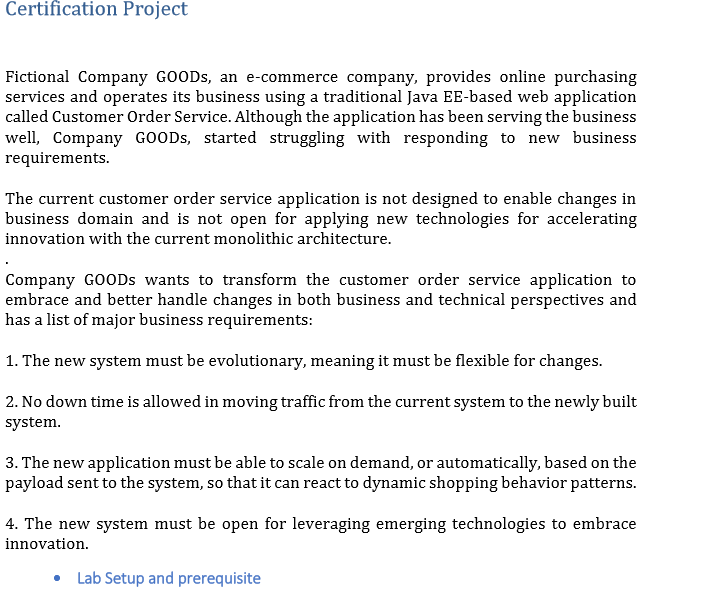 Certification Project
Fictional Company GOODs, an e-commerce company, provides online purchasing
services and operates its business using a traditional Java EE-based web application
called Customer Order Service. Although the application has been serving the business
well, Company GOODs, started struggling with responding to new business
requirements.
The current customer order service application is not designed to enable changes in
business domain and is not open for applying new technologies for accelerating
innovation with the current monolithic architecture.
.
Company GOODs wants to transform the customer order service application to
embrace and better handle changes in both business and technical perspectives and
has a list of major business requirements:
1. The new system must be evolutionary, meaning it must be flexible for changes.
2. No down time is allowed in moving traffic from the current system to the newly built
system.
3. The new application must be able to scale on demand, or automatically, based on the
payload sent to the system, so that it can react to dynamic shopping behavior patterns.
4. The new system must be open for leveraging emerging technologies to embrace
innovation.
• Lab Setup and prerequisite